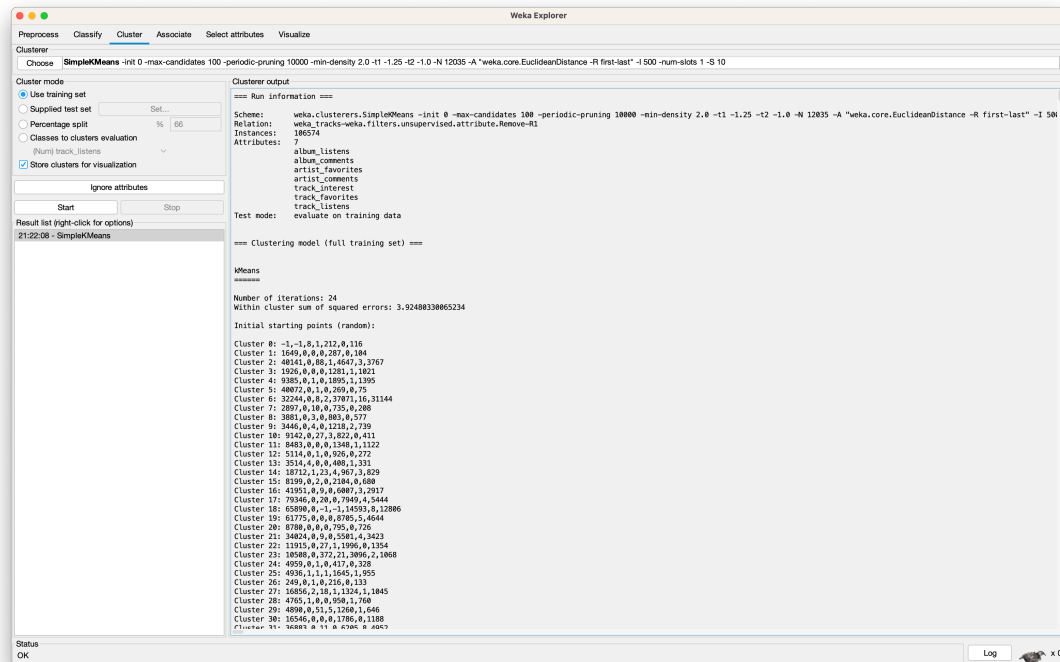 Weka Explorer
Preprocess Classify Cluster Associate Select attributes Visualize
Clusterer
Choose SimpleKMeans -init 0 -max-candidates 100 -periodic-pruning 10000 -min-density 2.0 -t1 -1.25 -t2 -1.0 -N 12035 -A "weka.core.EuclideanDistance -R first-last" -I 500 -num-slots 1 -S 10
Cluster mode
Use training set
Supplied test set Set...
Percentage split % 66
Classes to clusters evaluation
(Num) track_listens
Store clusters for visualization
Ignore attributes
Start Stop
Result list (right-click for options)
21:22:08 - SimpleKMeans
Clusterer output
=== Run information ===
Scheme: weka.clusterers.SimpleKMeans -init 0 -max-candidates 100 -periodic-pruning 10000 -min-density 2.0 -t1 -1.25 -t2 -1.0 -N 12035 -A "weka.core.EuclideanDistance -R first-last" -I 50
Relation: weka_tracks-weka.filters.unsupervised.attribute.Remove-R1
Instances: 106574
Attributes: 7
album_listens
album_comments
artist_favorites
artist_comments
track_interest
track_favorites
track_listens
Test mode: evaluate on training data
=== Clustering model (full training set) ===
kMeans
======
Number of iterations: 24
Within cluster sum of squared errors: 3.92480330065234
Initial starting points (random):
Cluster 0: -1,-1,8,1,212,0,116
Cluster 1: 1649,0,0,0,287,0,104
Cluster 2: 40141,0,88,1,4647,3,3767
Cluster 3: 1926,0,0,0,1281,1,1021
Cluster 4: 9385,0,1,0,1895,1,1395
Cluster 5: 40072,0,1,0,269,0,75
Cluster 6: 32244,0,8,2,37071,16,31144
Cluster 7: 2897,0,10,0,735,0,208
Cluster 8: 3881,0,3,0,803,0,577
Cluster 9: 3446,0,4,0,1218,2,739
Cluster 10: 9142,0,27,3,822,0,411
Cluster 11: 8483,0,0,0,1348,1,1122
Cluster 12: 5114,0,1,0,926,0,272
Cluster 13: 3514,4,0,0,408,1,331
Cluster 14: 18712,1,23,4,967,3,829
Cluster 15: 8199,0,2,0,2104,0,680
Cluster 16: 41951,0,9,0,6007,3,2917
Cluster 17: 79346,0,20,0,7949,4,5444
Cluster 18: 65890,0,-1,-1,14593,8,12806
Cluster 19: 61775,0,0,0,8705,5,4644
Cluster 20: 8780,0,0,0,795,0,726
Cluster 21: 34024,0,9,0,5501,4,3423
Cluster 22: 11915,0,27,1,1996,0,1354
Cluster 23: 10508,0,372,21,3096,2,1068
Cluster 24: 4959,0,1,0,417,0,328
Cluster 25: 4936,1,1,1,1645,1,955
Cluster 26: 249,0,1,0,216,0,133
Cluster 27: 16856,2,18,1,1324,1,1045
Cluster 28: 4765,1,0,0,950,1,760
Cluster 29: 4890,0,51,5,1260,1,646
Cluster 30: 16546,0,0,0,1786,0,1188
Cluster 31: 36883,0,11,0,6205,8,4952
Status
OK
Log